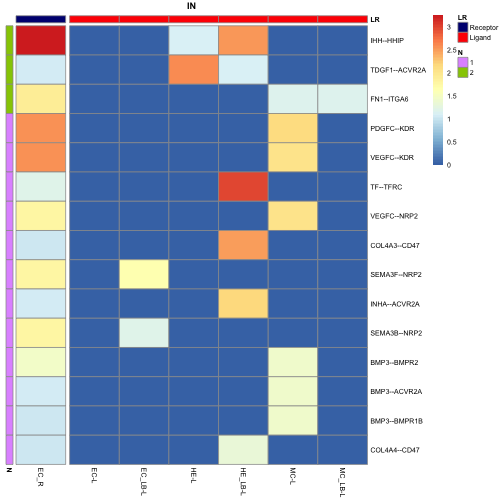 IN
LR
IHH--HHIP
TDGF1--ACVR2A
FN1--ITGA6
PDGFC--KDR
VEGFC--KDR
TF--TFRC
VEGFC--NRP2
COL4A3--CD47
SEMA3F--NRP2
INHA--ACVR2A
SEMA3B--NRP2
BMP3--BMPR2
BMP3--ACVR2A
BMP3--BMPR1B
COL4A4--CD47
N
EC_R
EC-L
EC_LB-L
HE-L
HE_LB-L
MC-L
MC_LB-L
3
2.5
2
1.5
1
0.5
0
LR
Receptor
Ligand
N
1
2